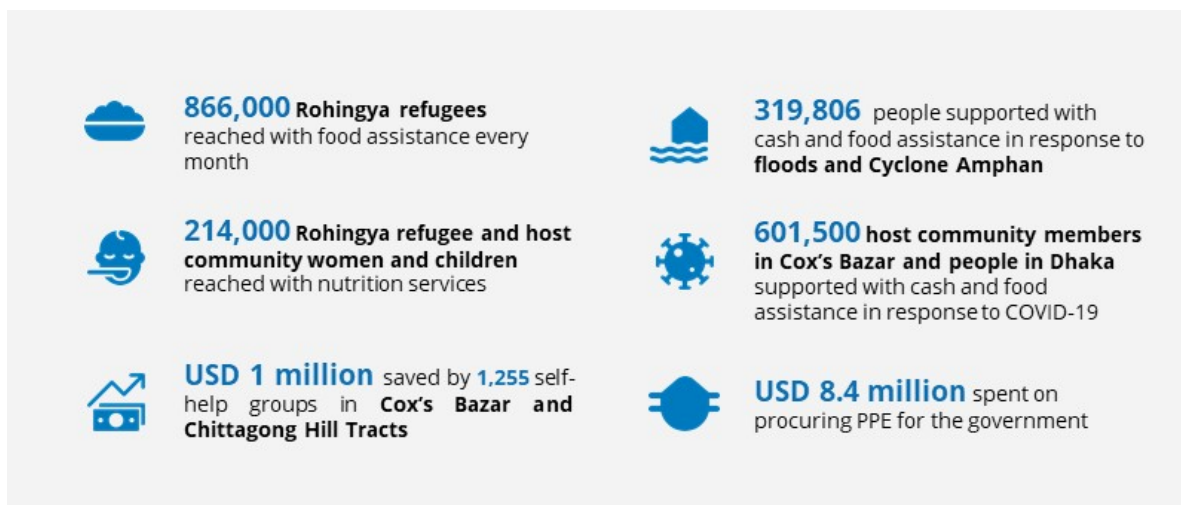 866,000 Rohingya refugees
reached with food assistance every
month
214,000 Rohingya refugee and host
community women and children
reached with nutrition services
USD 1 million saved by 1,255 self-
help groups in Cox's Bazar and
Chittagong Hill Tracts
319,806 people supported with
cash and food assistance in response to
floods and Cyclone Amphan
601,500 host community members
in Cox's Bazar and people in Dhaka
supported with cash and food
assistance in response to COVID-19
USD 8.4 million spent on
procuring PPE for the government